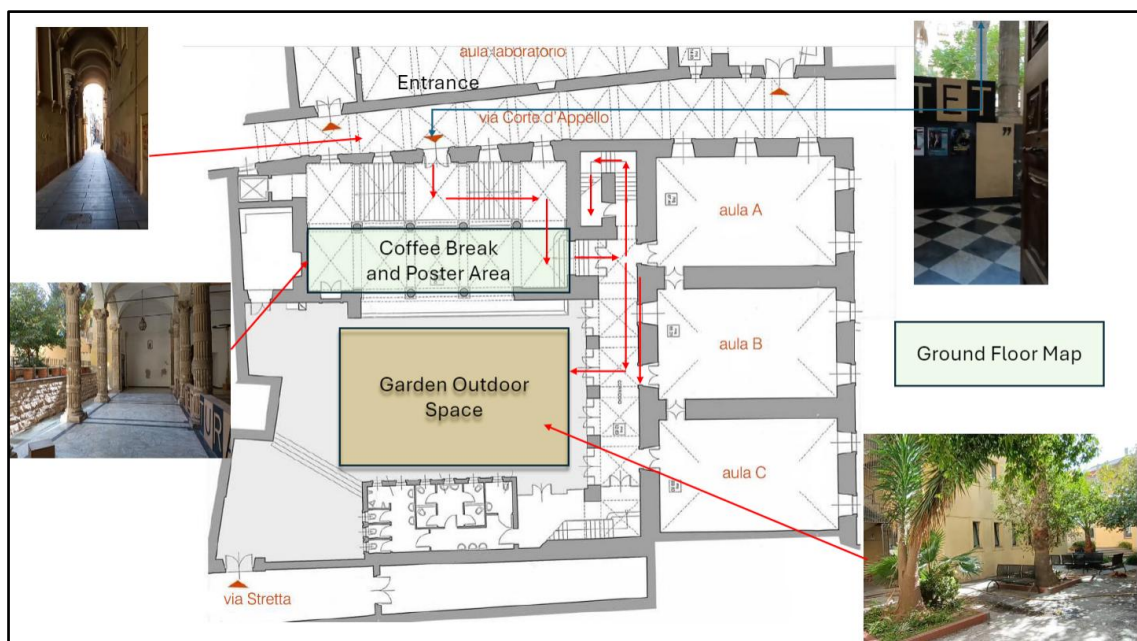 aula laboratorio
Entrance
via Corte d'Appello
TET
"
aula A
Coffee Break
and Poster Area
Ground Floor Map
aula B
Garden Outdoor
Space
aula C
via Stretta